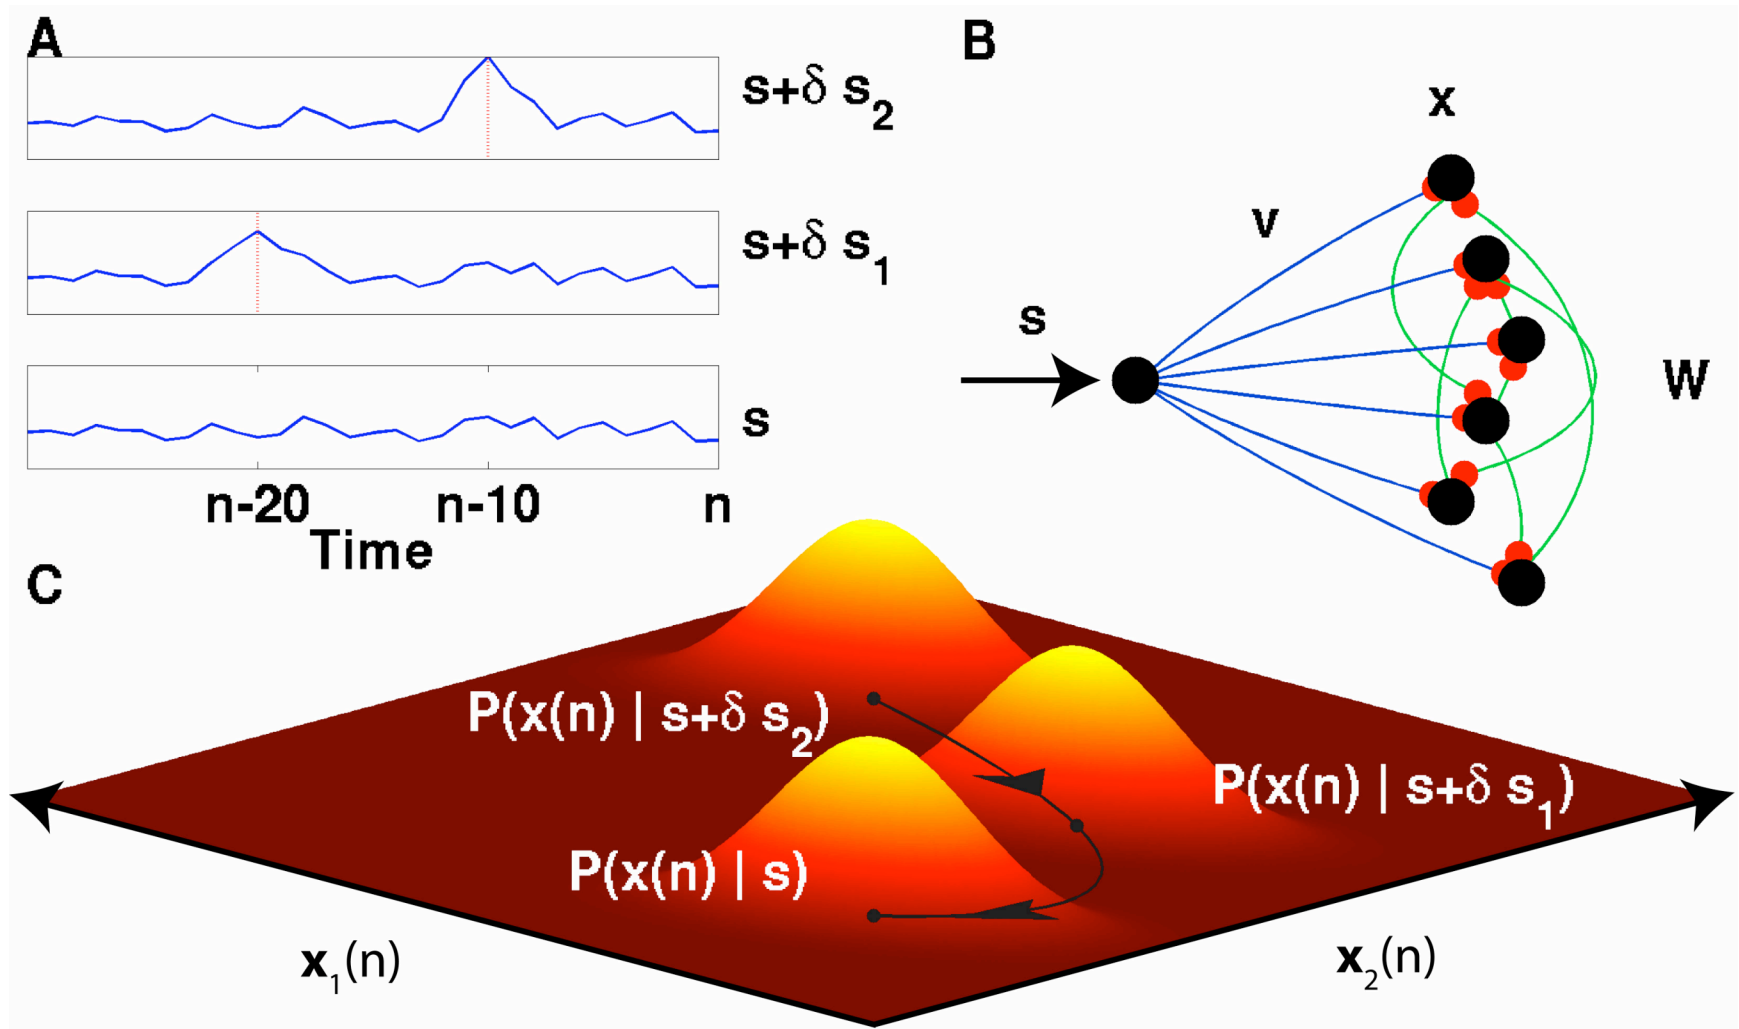 A
s+δ s2
s+δ s1
s
n-20 n-10 n
Time
B
x
v
s
W
C
P(x(n) | s+δ s2)
P(x(n) | s+δ s1)
P(x(n) | s)
x1(n)
x2(n)